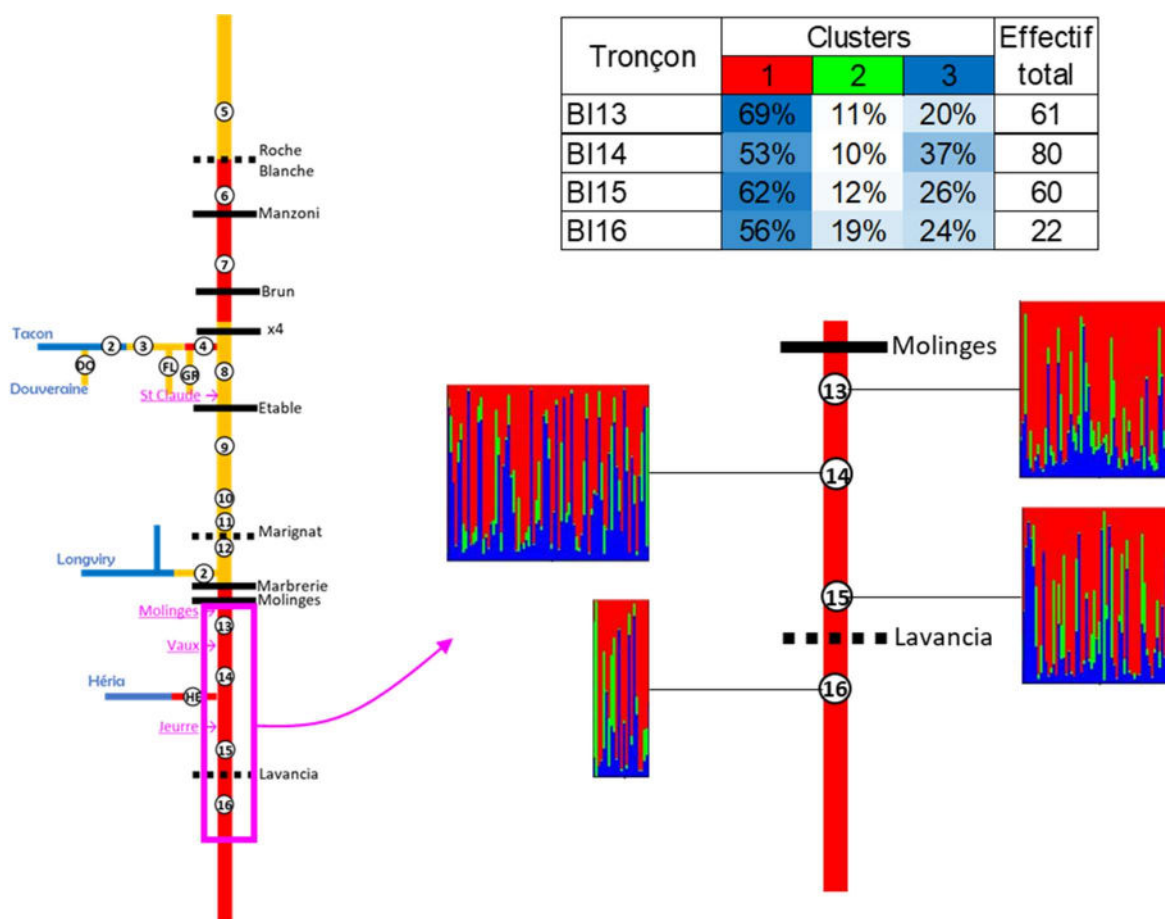 5
Roche
Blanche
6
Manzoni
7
Brun
x4
Tacon
2 3 4
DO FL GR
8
Douveraine
St Claude →
Etable
9
10
11
Marignat
12
Longviry
2
Marbrerie
Molinges
Molinges →
13
Vaux →
14
Héria
HE
Jeurre →
15
Lavancia
16
Tronçon Clusters Effectif total
1 2 3
BI13 69% 11% 20% 61
BI14 53% 10% 37% 80
BI15 62% 12% 26% 60
BI16 56% 19% 24% 22
Molinges
13
14
15
Lavancia
16